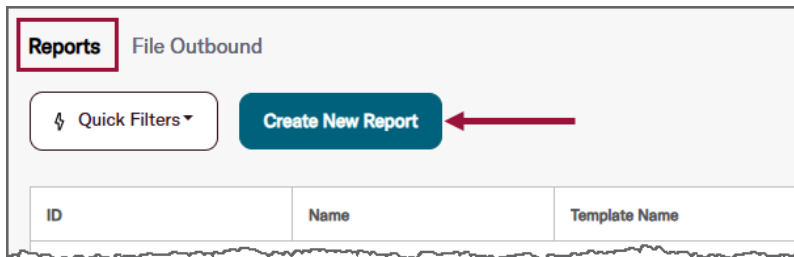 Reports File Outbound
Quick Filters Create New Report
ID Name Template Name